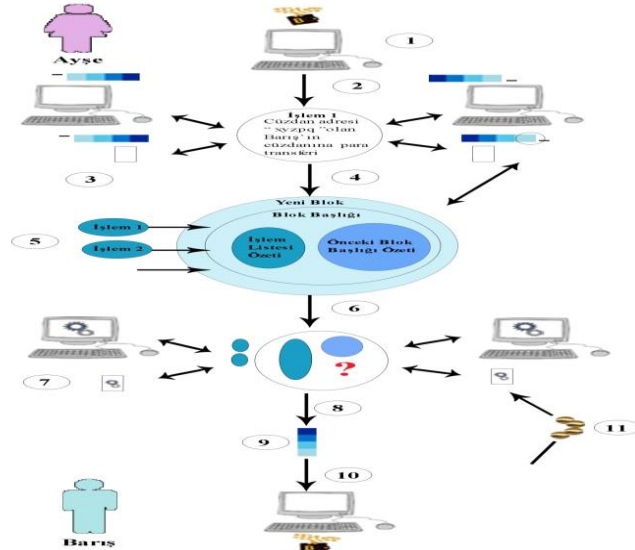 1
Ayşe
2
İşlem 1
Cüzdan adresi
" xyzpq "olan
Barış'ın
cüzdanına para
transferi
3
4
Yeni Blok
Blok Başlığı
5
İşlem 1
İşlem 2
İşlem
Listesi
Özeti
Önceki Blok
Başlığı Özeti
6
7
?
8
9
11
10
Barış